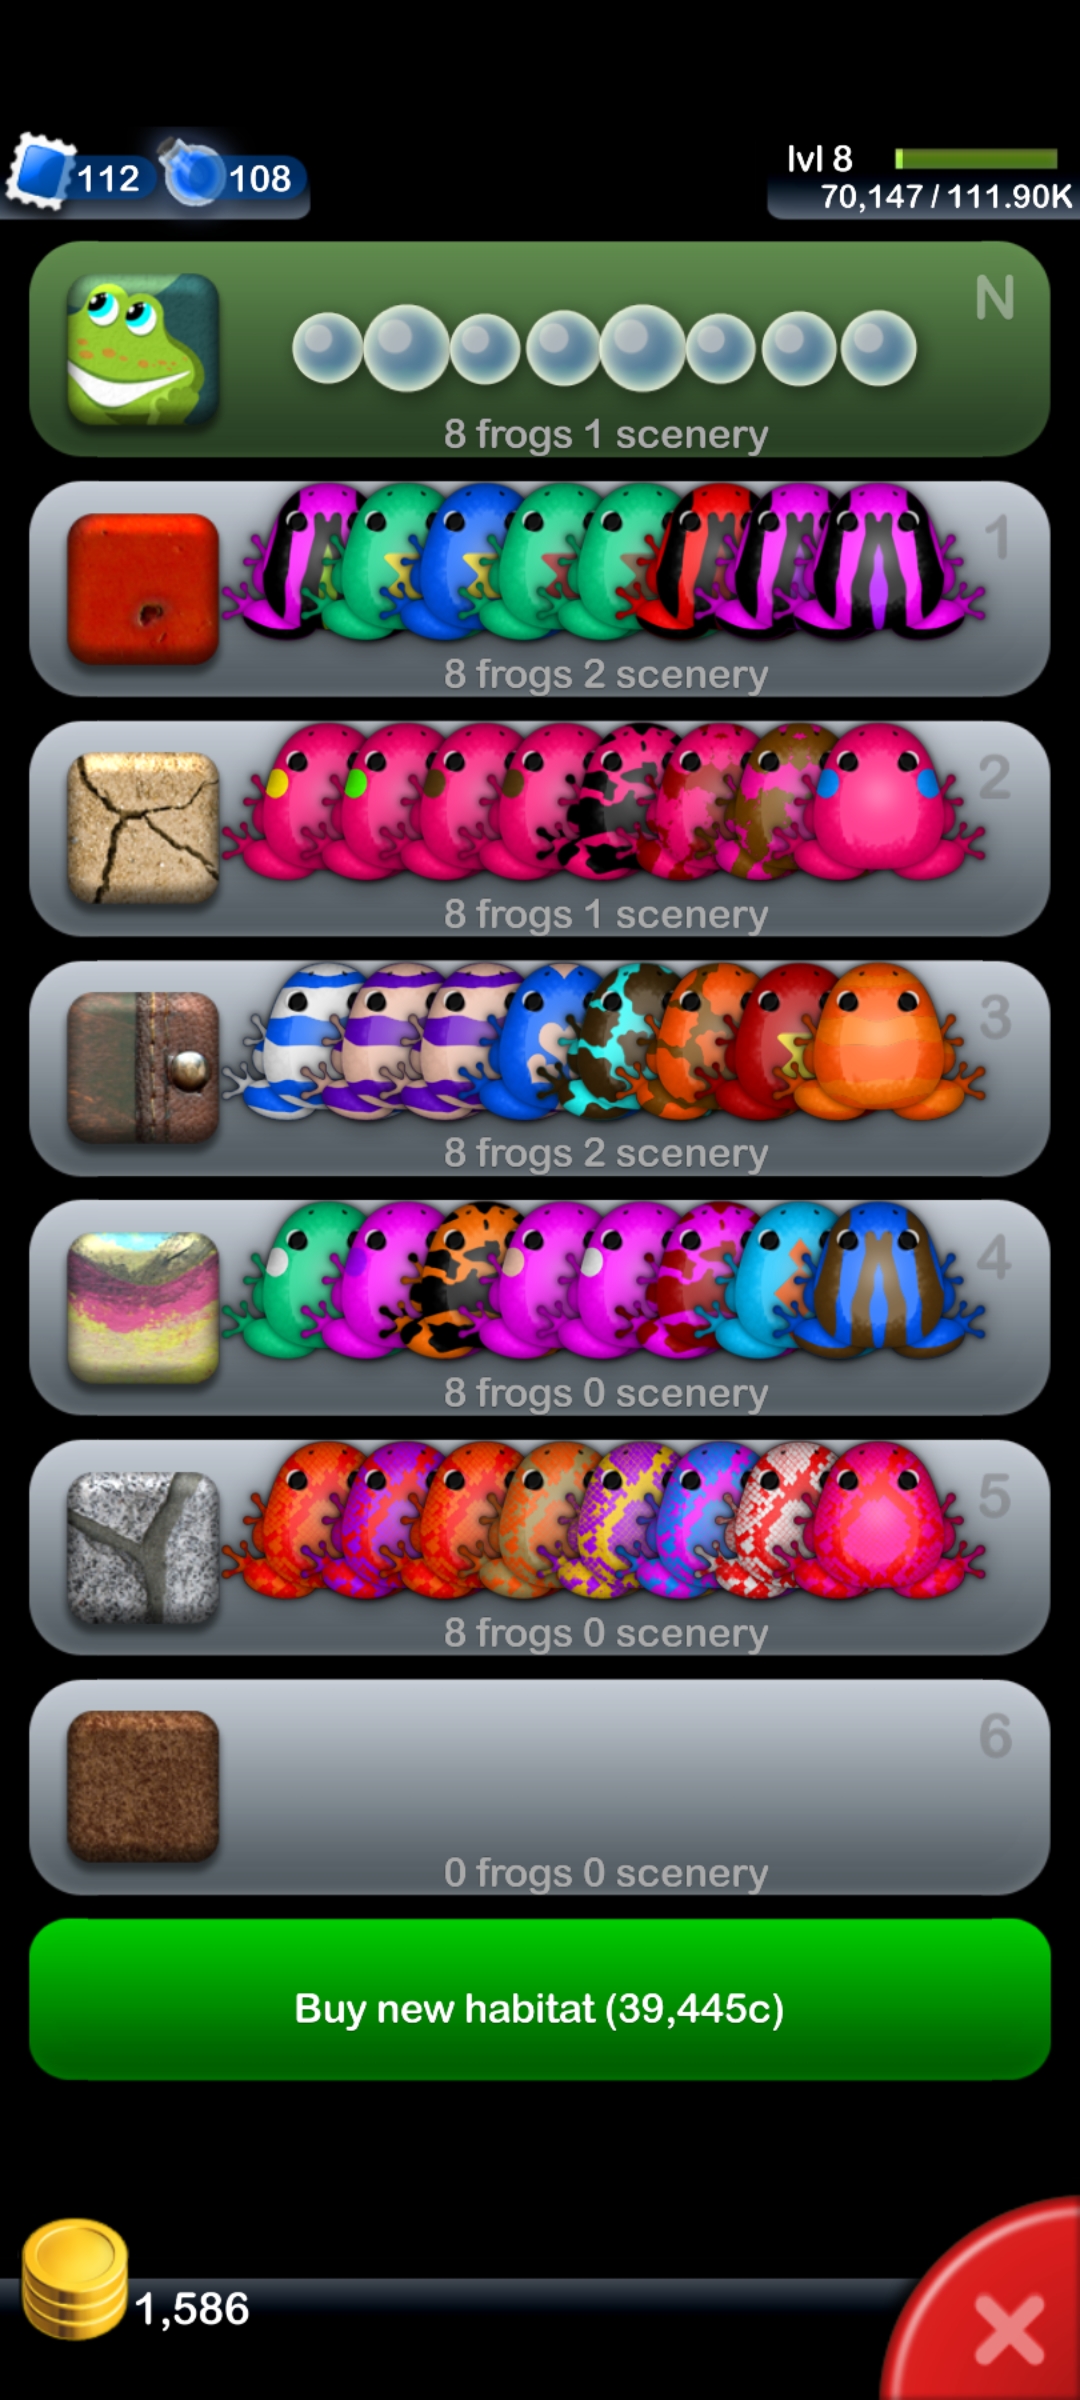 112 108 lvl 8
70,147 / 111.90K
N
8 frogs 1 scenery
1
8 frogs 2 scenery
2
8 frogs 1 scenery
3
8 frogs 2 scenery
4
8 frogs 0 scenery
5
8 frogs 0 scenery
6
0 frogs 0 scenery
Buy new habitat (39,445c)
1,586